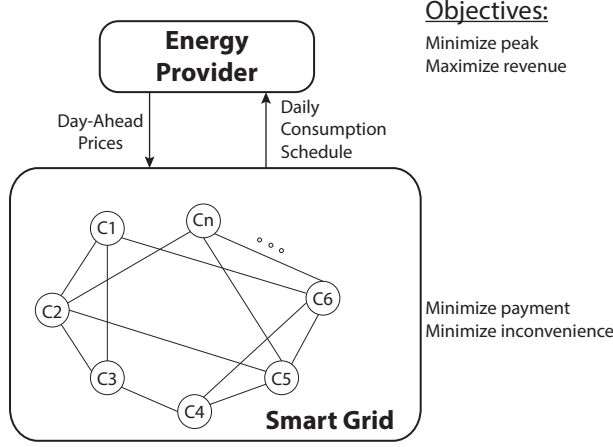 Objectives:
Energy
Provider
Minimize peak
Maximize revenue
Day-Ahead
Prices
Daily
Consumption
Schedule
C1
Cn
C2
C6
C3
C5
C4
Minimize payment
Minimize inconvenience
Smart Grid